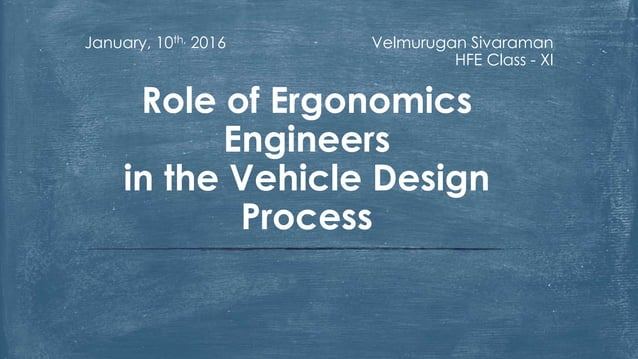 January, 10th, 2016
Velmurugan Sivaraman
HFE Class - XI
Role of Ergonomics
Engineers
in the Vehicle Design
Process